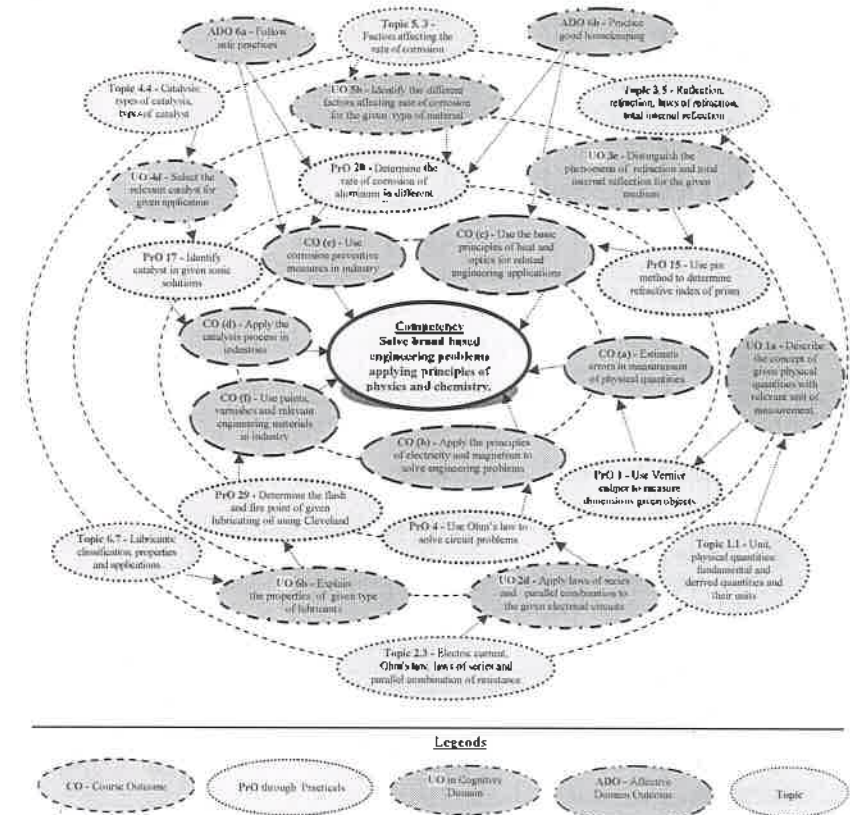 ADO 6a - Follow
safe practices
Topic 5. 3 -
Factors affecting the
rate of corrosion
ADO 6b - Practice
good housekeeping
Topic 4.4 - Catalysis:
types of catalysis,
types of catalyst
UO 5b - Identify the different
factors affecting rate of corrosion
for the given type of material
Topic 3.5 - Reflection,
refraction, laws of refraction,
total internal reflection
UO 4d - Select the
relevant catalyst for
given application
PrO 20 - Determine the
rate of corrosion of
aluminum in different
UO 3e - Distinguish the
phenomena of refraction and total
internal reflection for the given
medium
PrO 17 - Identify
catalyst in given ionic
solutions
CO (e) - Use
corrosion preventive
measures in industry
CO (c) - Use the basic
principles of heat and
optics for related
engineering applications
PrO 15 - Use pin
method to determine
refractive index of prism
CO (d) - Apply the
catalysis process in
industries
Competency
Solve broad based
engineering problems
applying principles of
physics and chemistry.
CO (a) - Estimate
errors in measurement
of physical quantities
UO 1a - Describe
the concept of
given physical
quantities with
relevant unit of
measurement
CO (f) - Use paints,
varnishes and relevant
engineering materials
in industry
CO (b) - Apply the principles
of electricity and magnetism to
solve engineering problems
PrO 1 - Use Vernier
caliper to measure
dimensions given objects
PrO 29 - Determine the flash
and fire point of given
lubricating oil using Cleveland
PrO 4 - Use Ohm's law to
solve circuit problems
Topic 6.7 - Lubricants:
classification, properties
and applications
Topic 1.1 - Unit,
physical quantities:
fundamental and
derived quantities and
their units
UO 6h - Explain
the properties of given type
of lubricants
UO 2d - Apply laws of series
and parallel combination to
the given electrical circuits
Topic 2.3 - Electric current,
Ohm's law, laws of series and
parallel combination of resistance
Legends
CO - Course Outcome
PrO through Practicals
UO in Cognitive
Domain
ADO - Affective
Domain Outcome
Topic